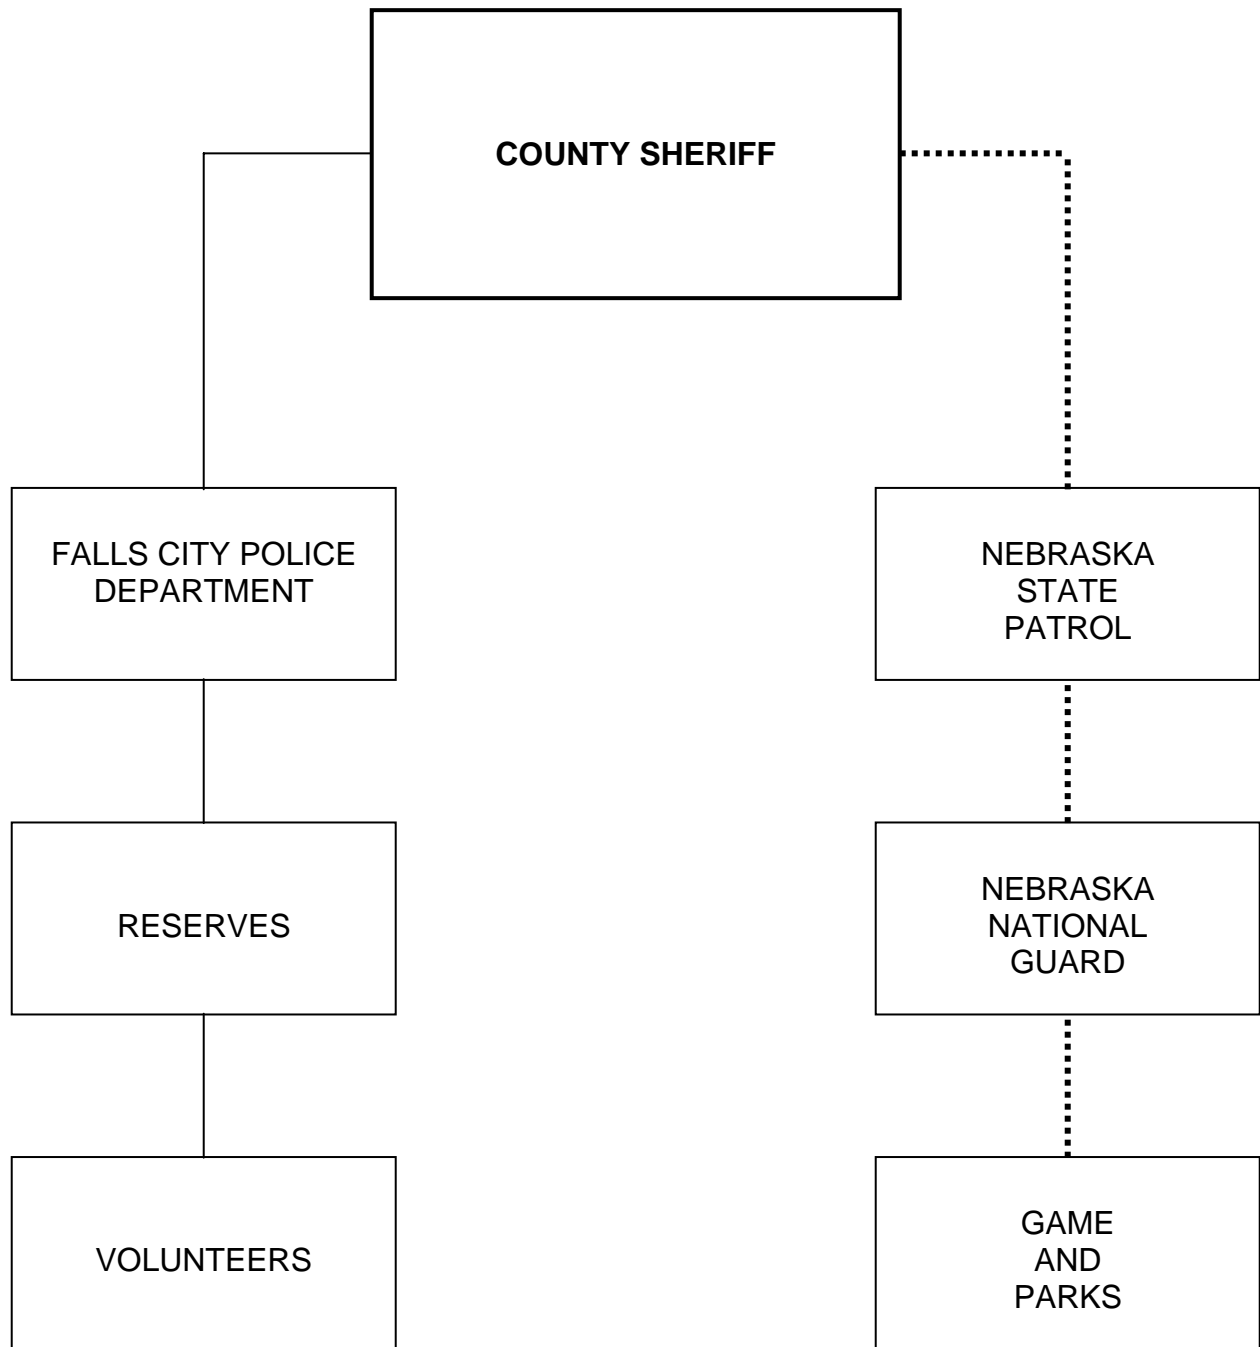 COUNTY SHERIFF
FALLS CITY POLICE
DEPARTMENT
NEBRASKA
STATE
PATROL
RESERVES
NEBRASKA
NATIONAL
GUARD
VOLUNTEERS
GAME
AND
PARKS